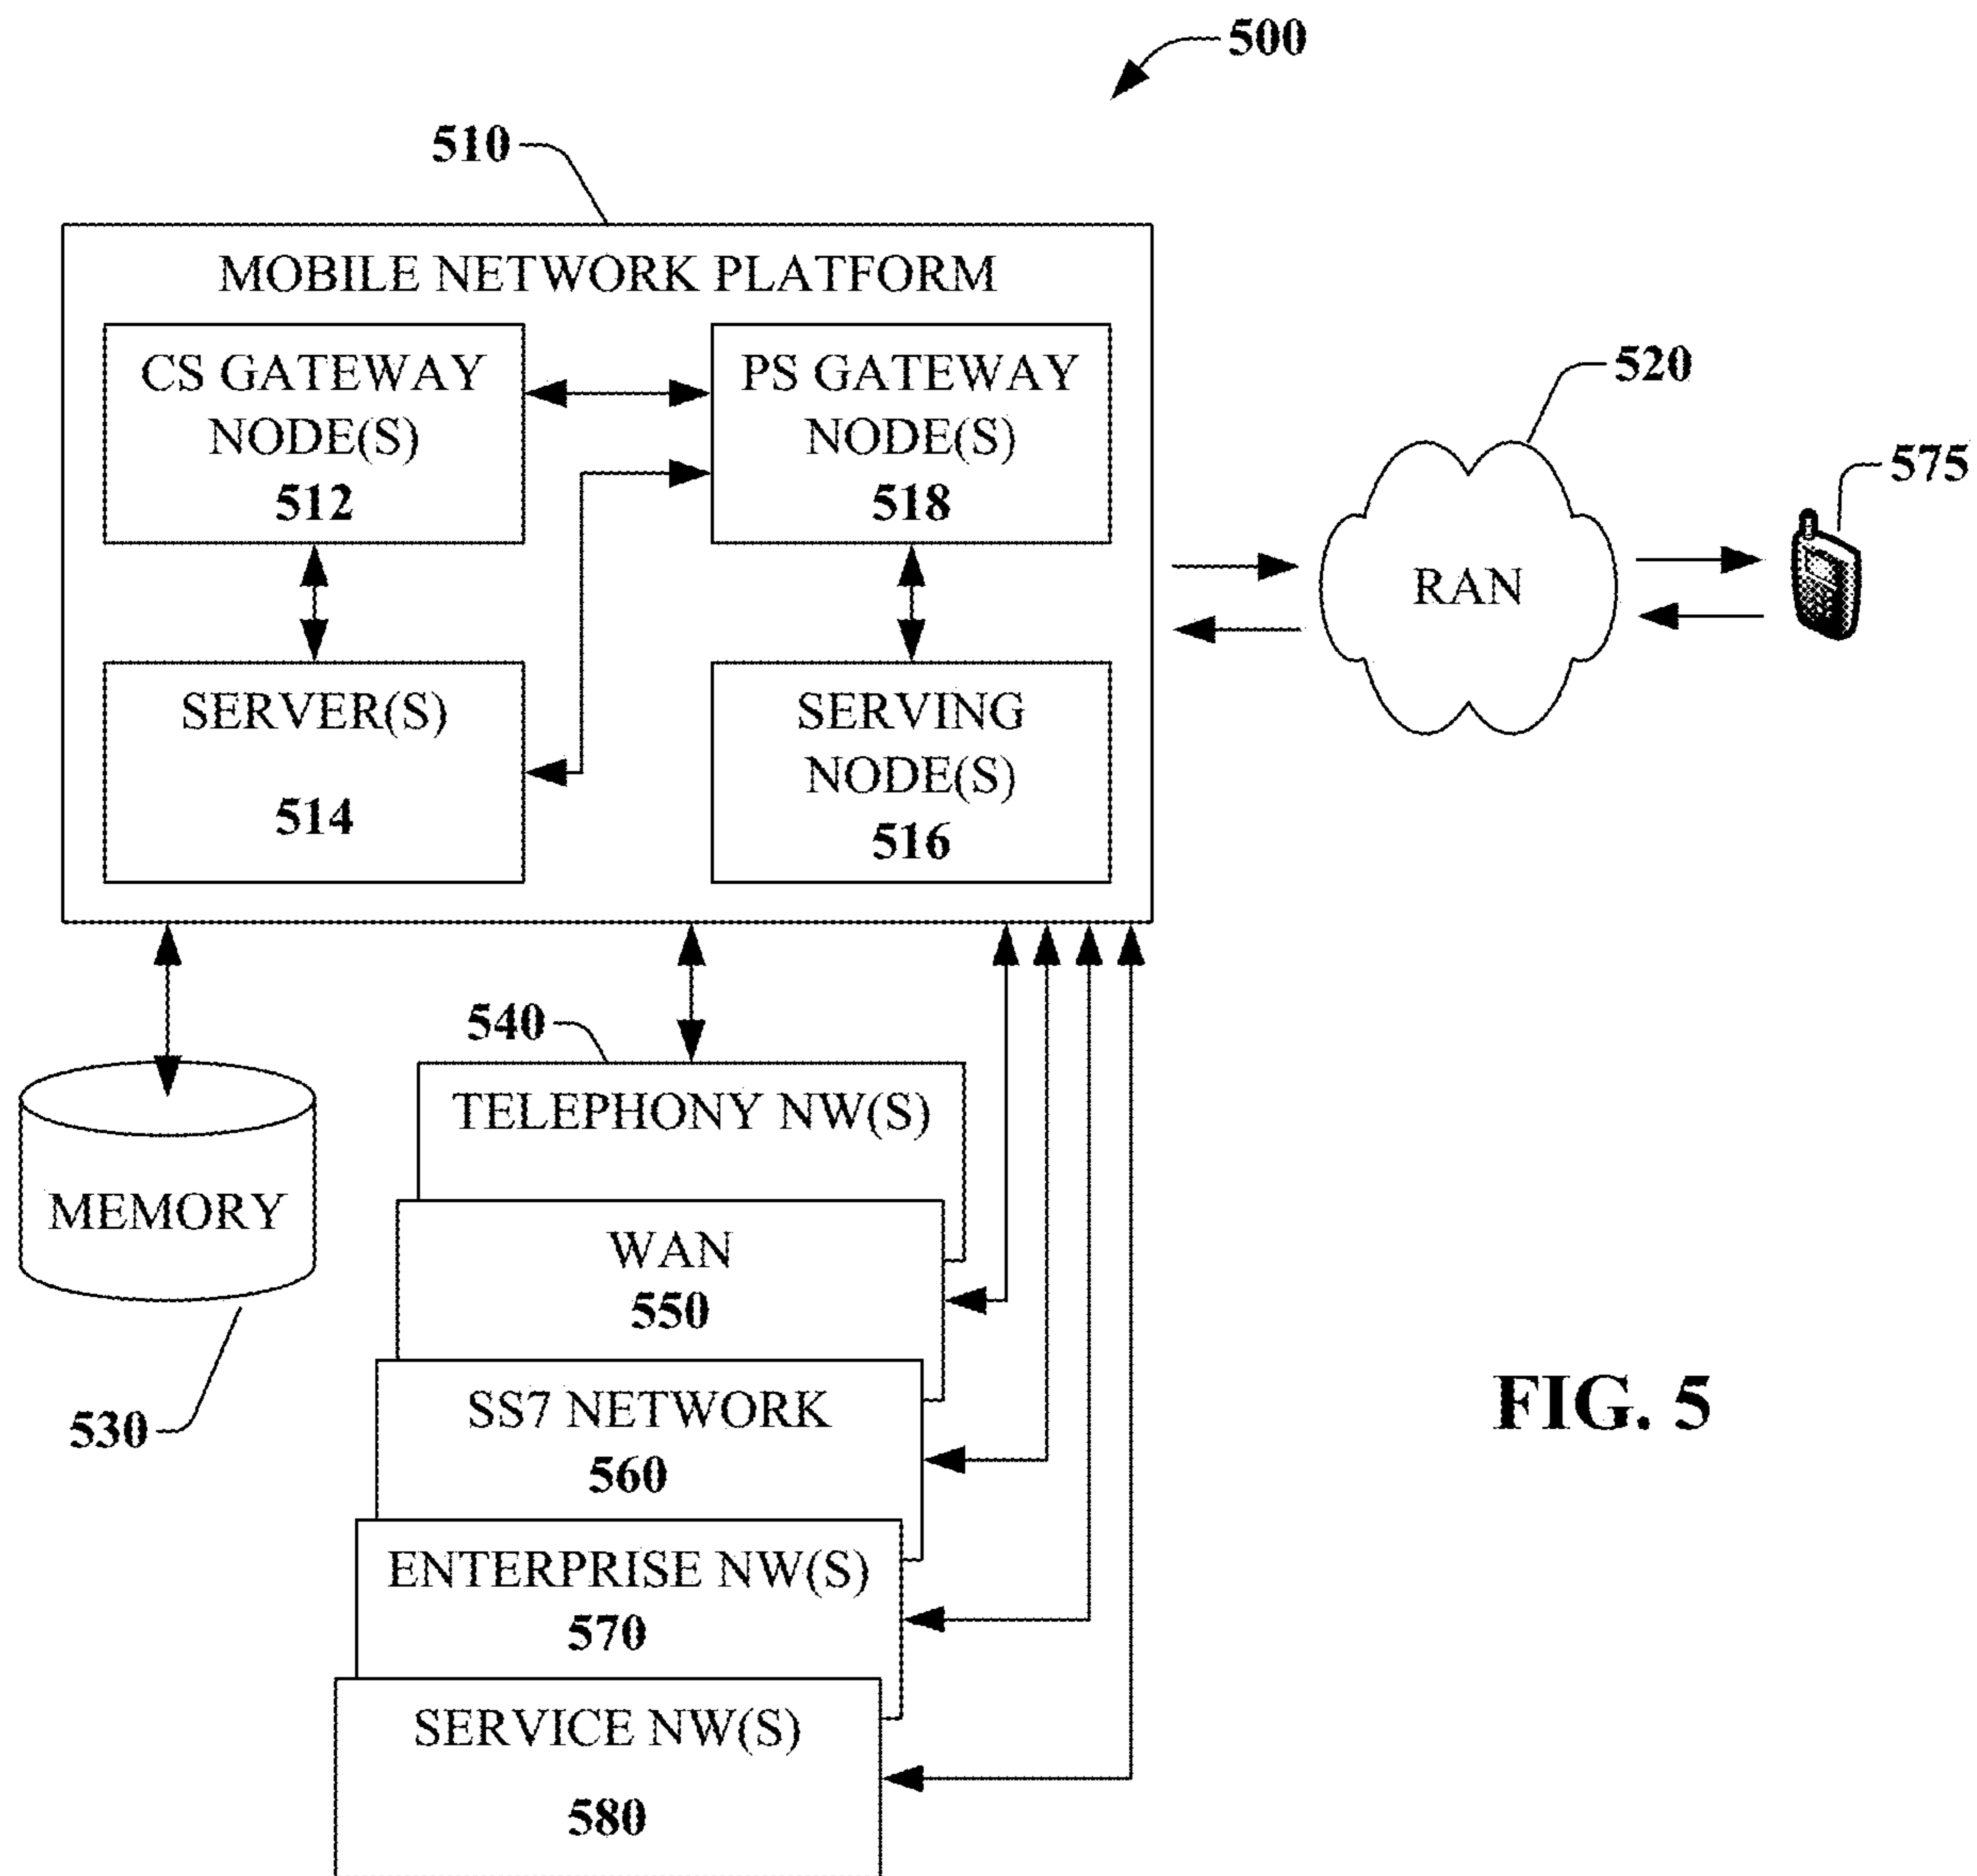 500
510
MOBILE NETWORK PLATFORM
CS GATEWAY
NODE(S)
512
PS GATEWAY
NODE(S)
518
SERVER(S)
514
SERVING
NODE(S)
516
520
RAN
575
540
TELEPHONY NW(S)
MEMORY
530
WAN
550
SS7 NETWORK
560
ENTERPRISE NW(S)
570
SERVICE NW(S)
580
FIG. 5